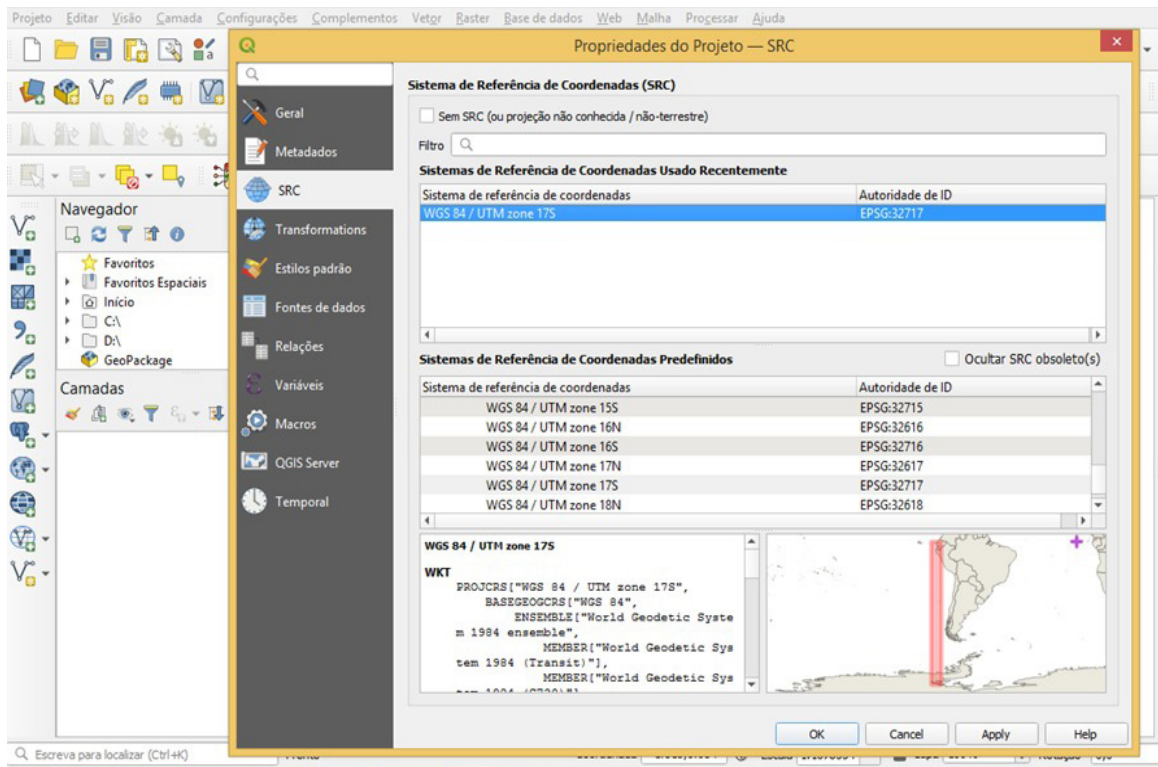 Projeto Editar Visão Camada Configurações Complementos Vetor Raster Base de dados Web Malha Processar Ajuda
Propriedades do Projeto — SRC
Geral
Metadados
SRC
Transformations
Estilos padrão
Fontes de dados
Relações
Variáveis
Macros
QGIS Server
Temporal
Navegador
Favoritos
Favoritos Espaciais
Início
C:\
D:\
GeoPackage
Camadas
Sistema de Referência de Coordenadas (SRC)
Sem SRC (ou projeção não conhecida / não-terrestre)
Filtro
Sistemas de Referência de Coordenadas Usado Recentemente
Sistema de referência de coordenadas Autoridade de ID
WGS 84 / UTM zone 17S EPSG:32717
Sistemas de Referência de Coordenadas Predefinidos Ocultar SRC obsoleto(s)
Sistema de referência de coordenadas Autoridade de ID
WGS 84 / UTM zone 15S EPSG:32715
WGS 84 / UTM zone 16N EPSG:32616
WGS 84 / UTM zone 16S EPSG:32716
WGS 84 / UTM zone 17N EPSG:32617
WGS 84 / UTM zone 17S EPSG:32717
WGS 84 / UTM zone 18N EPSG:32618
WGS 84 / UTM zone 17S
WKT
PROJCRS["WGS 84 / UTM zone 17S",
BASEGEOGCRS["WGS 84",
ENSEMBLE["World Geodetic Syste
m 1984 ensemble",
MEMBER["World Geodetic Sys
tem 1984 (Transit)"],
MEMBER["World Geodetic Sys
OK Cancel Apply Help
Escreva para localizar (Ctrl+K)